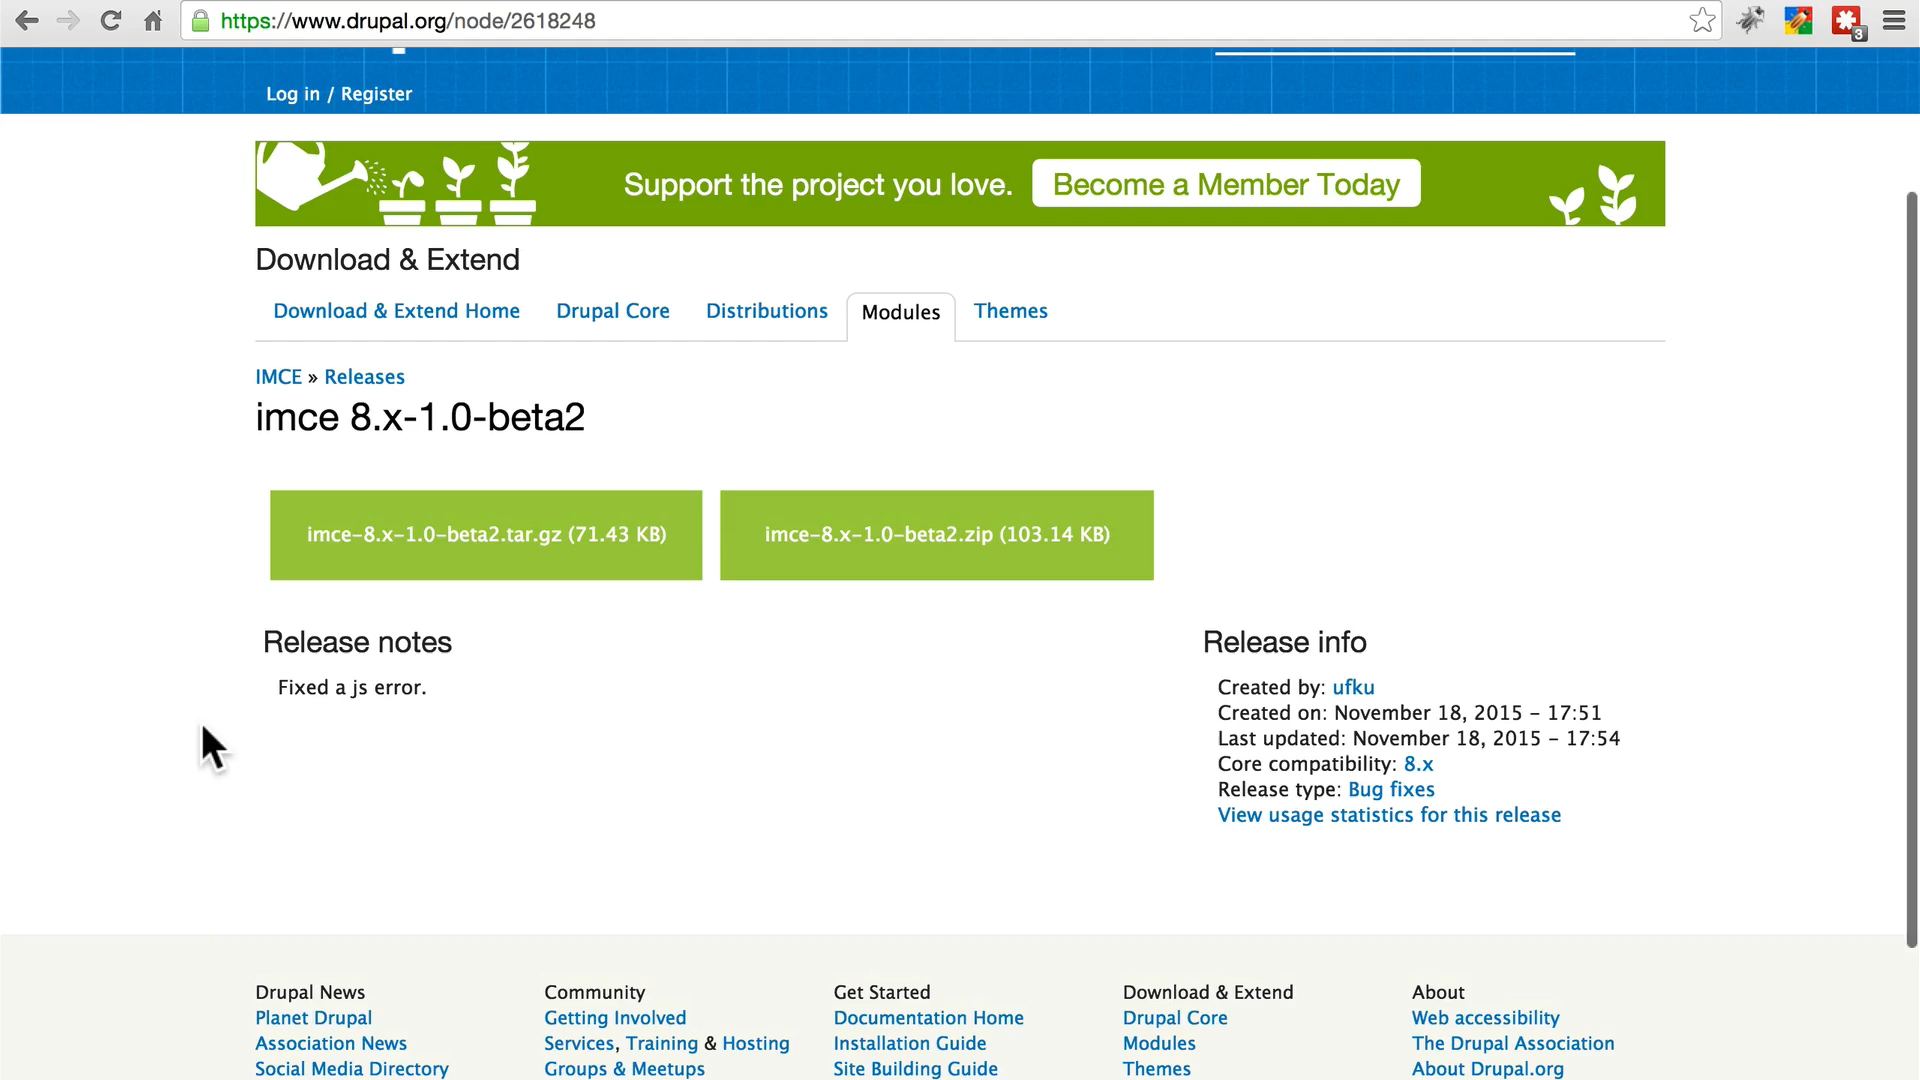 https://www.drupal.org/node/2618248
3
Log in / Register
Support the project you love. Become a Member Today
Download & Extend
Download & Extend Home Drupal Core Distributions Modules Themes
IMCE » Releases
imce 8.x-1.0-beta2
imce-8.x-1.0-beta2.tar.gz (71.43 KB) imce-8.x-1.0-beta2.zip (103.14 KB)
Release notes
Fixed a js error.
Release info
Created by: ufku
Created on: November 18, 2015 - 17:51
Last updated: November 18, 2015 - 17:54
Core compatibility: 8.x
Release type: Bug fixes
View usage statistics for this release
Drupal News
Planet Drupal
Association News
Social Media Directory
Community
Getting Involved
Services, Training & Hosting
Groups & Meetups
Get Started
Documentation Home
Installation Guide
Site Building Guide
Download & Extend
Drupal Core
Modules
Themes
About
Web accessibility
The Drupal Association
About Drupal.org